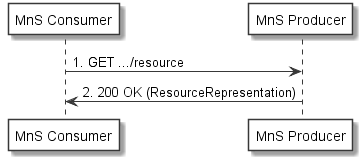 MnS Consumer
MnS Producer
1. GET .../resource
2. 200 OK (ResourceRepresentation)
MnS Consumer
MnS Producer